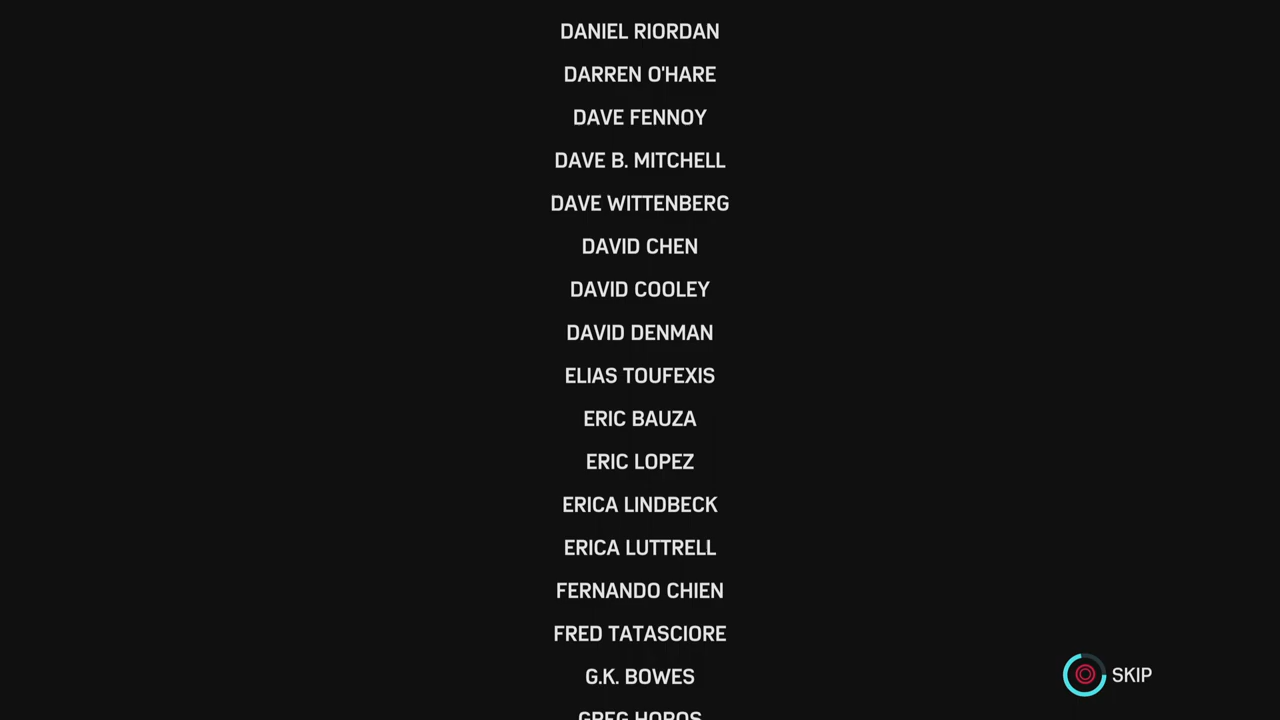 DANIEL RIORDAN
DARREN O'HARE
DAVE FENNOY
DAVE B. MITCHELL
DAVE WITTENBERG
DAVID CHEN
DAVID COOLEY
DAVID DENMAN
ELIAS TOUFEXIS
ERIC BAUZA
ERIC LOPEZ
ERICA LINDBECK
ERICA LUTTRELL
FERNANDO CHIEN
FRED TATASCIORE
G.K. BOWES
SKIP